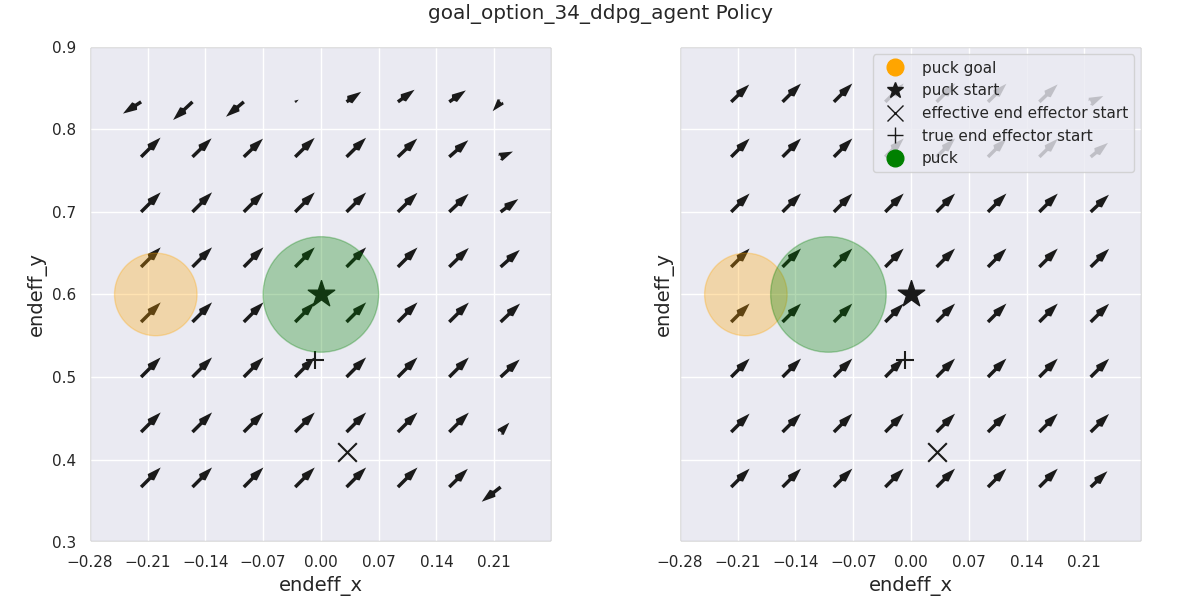 goal_option_34_ddpg_agent Policy
endeff_y
0.9
0.8
0.7
0.6
0.5
0.4
0.3
−0.28 −0.21 −0.14 −0.07 0.00 0.07 0.14 0.21
endeff_x
puck goal
puck start
effective end effector start
true end effector start
puck
endeff_y
−0.28 −0.21 −0.14 −0.07 0.00 0.07 0.14 0.21
endeff_x